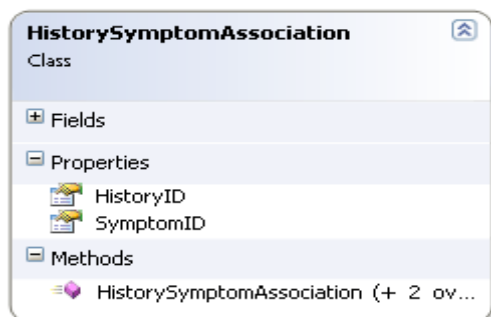 HistorySymptomAssociation
Class
Fields
Properties
HistoryID
SymptomID
Methods
HistorySymptomAssociation (+ 2 ov...